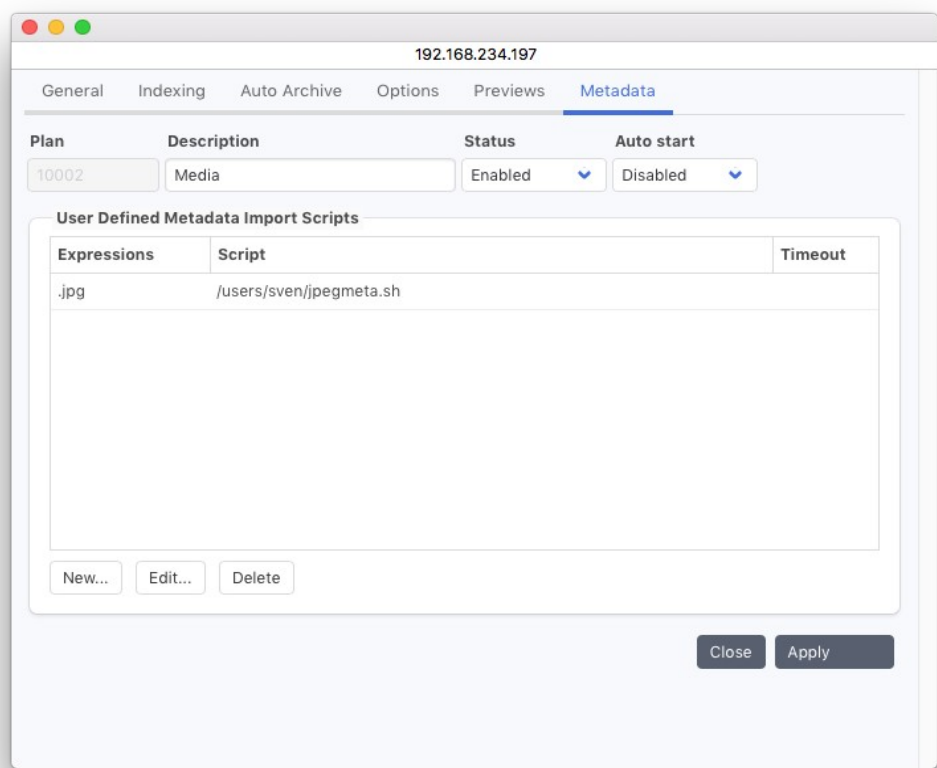 192.168.234.197
General Indexing Auto Archive Options Previews Metadata
Plan Description Status Auto start
10002 Media Enabled Disabled
User Defined Metadata Import Scripts
Expressions Script Timeout
.jpg /users/sven/jpegmeta.sh
New... Edit... Delete
Close Apply